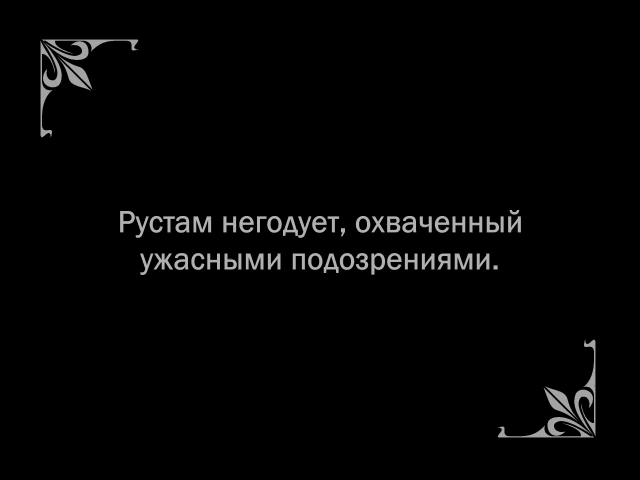 Рустам негодует, охваченный
ужасными подозрениями.